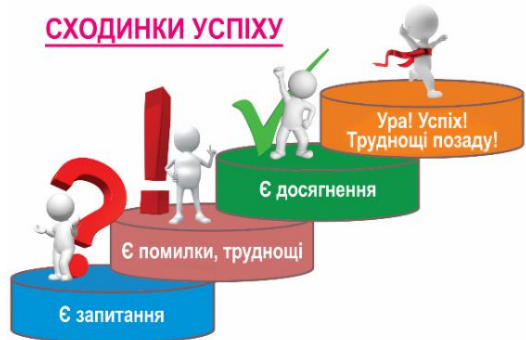 СХОДИНКИ УСПІХУ
Ура! Успіх!
Труднощі позаду!
Є досягнення
Є помилки, труднощі
Є запитання